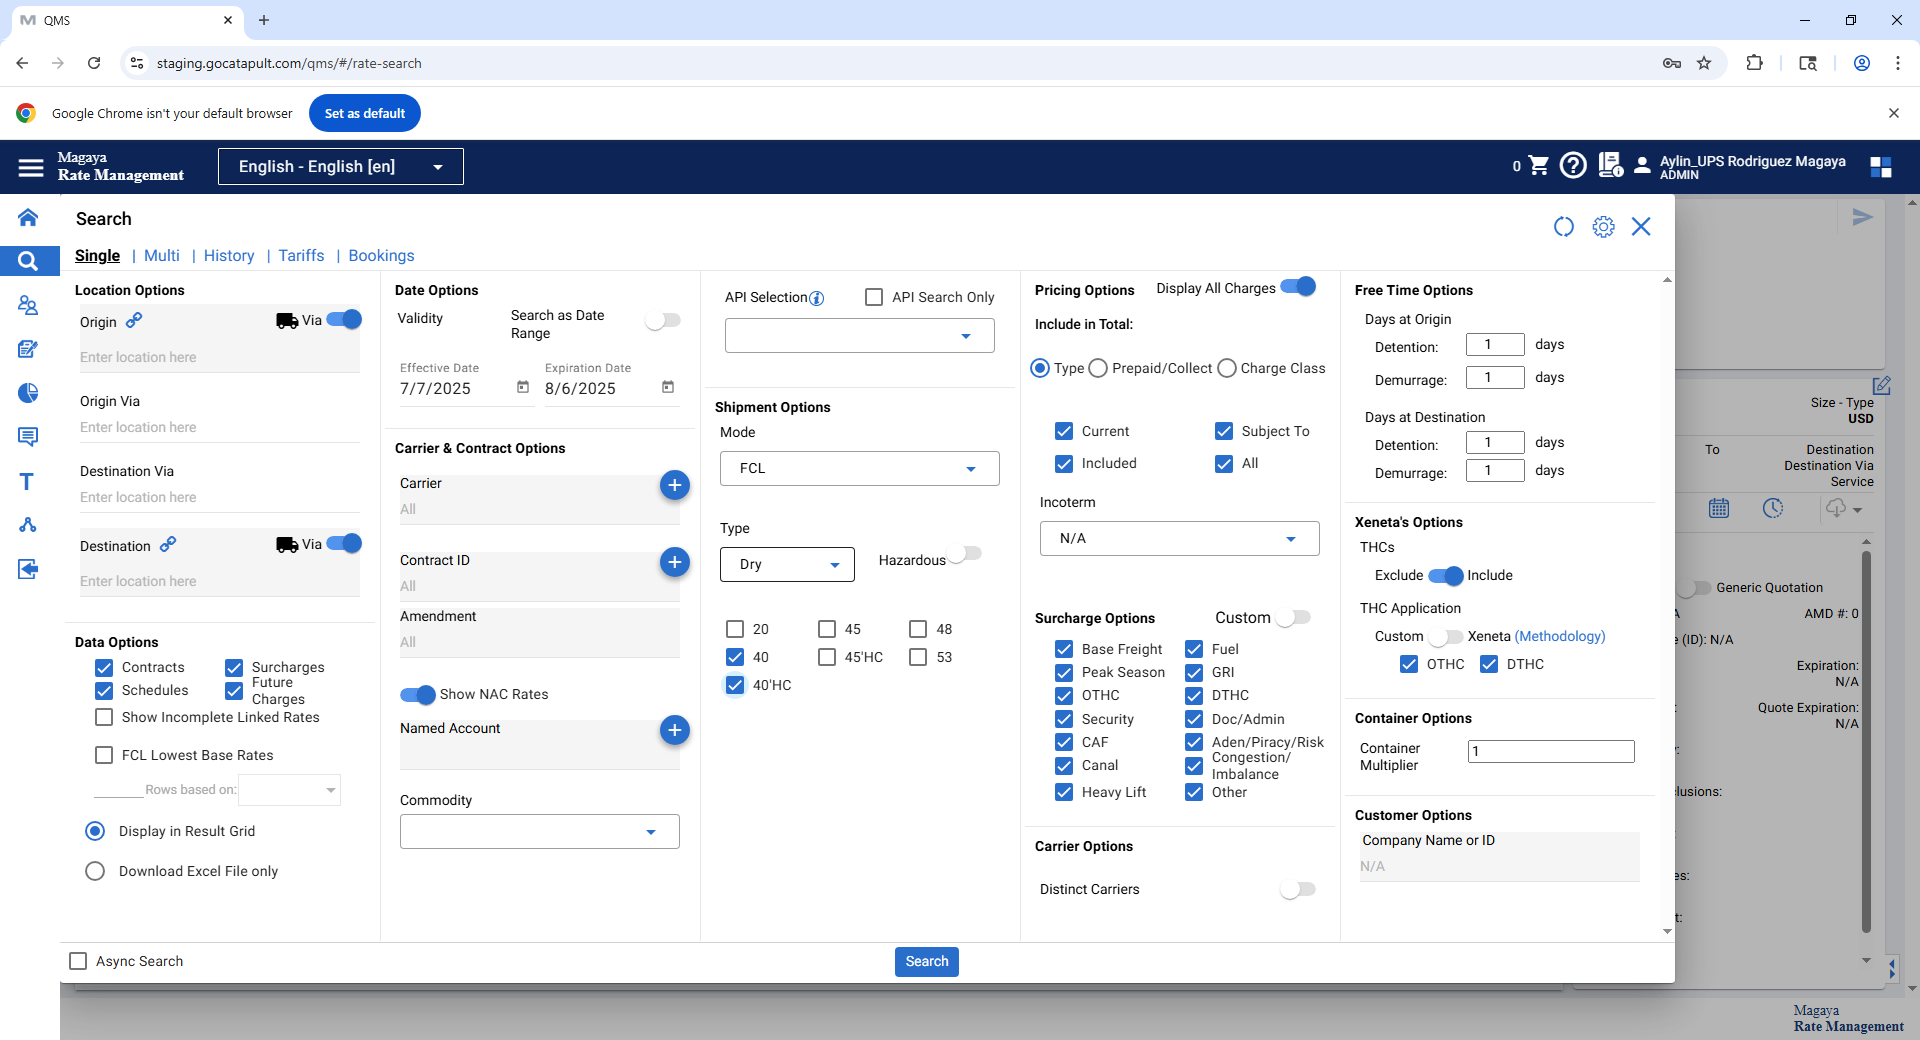 QMS
staging.gocatapult.com/qms/#/rate-search
Google Chrome isn't your default browser
Set as default
Magaya
Rate Management
English - English [en]
0
Aylin_UPS Rodriguez Magaya
ADMIN
Search
Single | Multi | History | Tariffs | Bookings
Location Options
Origin
Via
Enter location here
Origin Via
Enter location here
Destination Via
Enter location here
Destination
Via
Enter location here
Data Options
Contracts
Surcharges
Schedules
Future Charges
Show Incomplete Linked Rates
FCL Lowest Base Rates
Rows based on:
Display in Result Grid
Download Excel File only
Date Options
Validity
Search as Date Range
Effective Date
7/7/2025
Expiration Date
8/6/2025
Carrier & Contract Options
Carrier
All
Contract ID
All
Amendment
All
Show NAC Rates
Named Account
Commodity
API Selection
API Search Only
Shipment Options
Mode
FCL
Type
Dry
Hazardous
20
45
48
40
45'HC
53
40'HC
Pricing Options
Display All Charges
Include in Total:
Type
Prepaid/Collect
Charge Class
Current
Subject To
Included
All
Incoterm
N/A
Surcharge Options
Custom
Base Freight
Fuel
Peak Season
GRI
OTHC
DTHC
Security
Doc/Admin
CAF
Aden/Piracy/Risk
Canal
Congestion/
Imbalance
Heavy Lift
Other
Carrier Options
Distinct Carriers
Free Time Options
Days at Origin
Detention: 1 days
Demurrage: 1 days
Days at Destination
Detention: 1 days
Demurrage: 1 days
Xeneta's Options
THCs
Exclude
Include
THC Application
Custom
Xeneta (Methodology)
OTHC
DTHC
Container Options
Container Multiplier
1
Customer Options
Company Name or ID
N/A
Async Search
Search
Size - Type
USD
To
Destination
Destination Via
Service
Generic Quotation
AMD #: 0
(ID): N/A
Expiration:
N/A
Quote Expiration:
N/A
Magaya
Rate Management